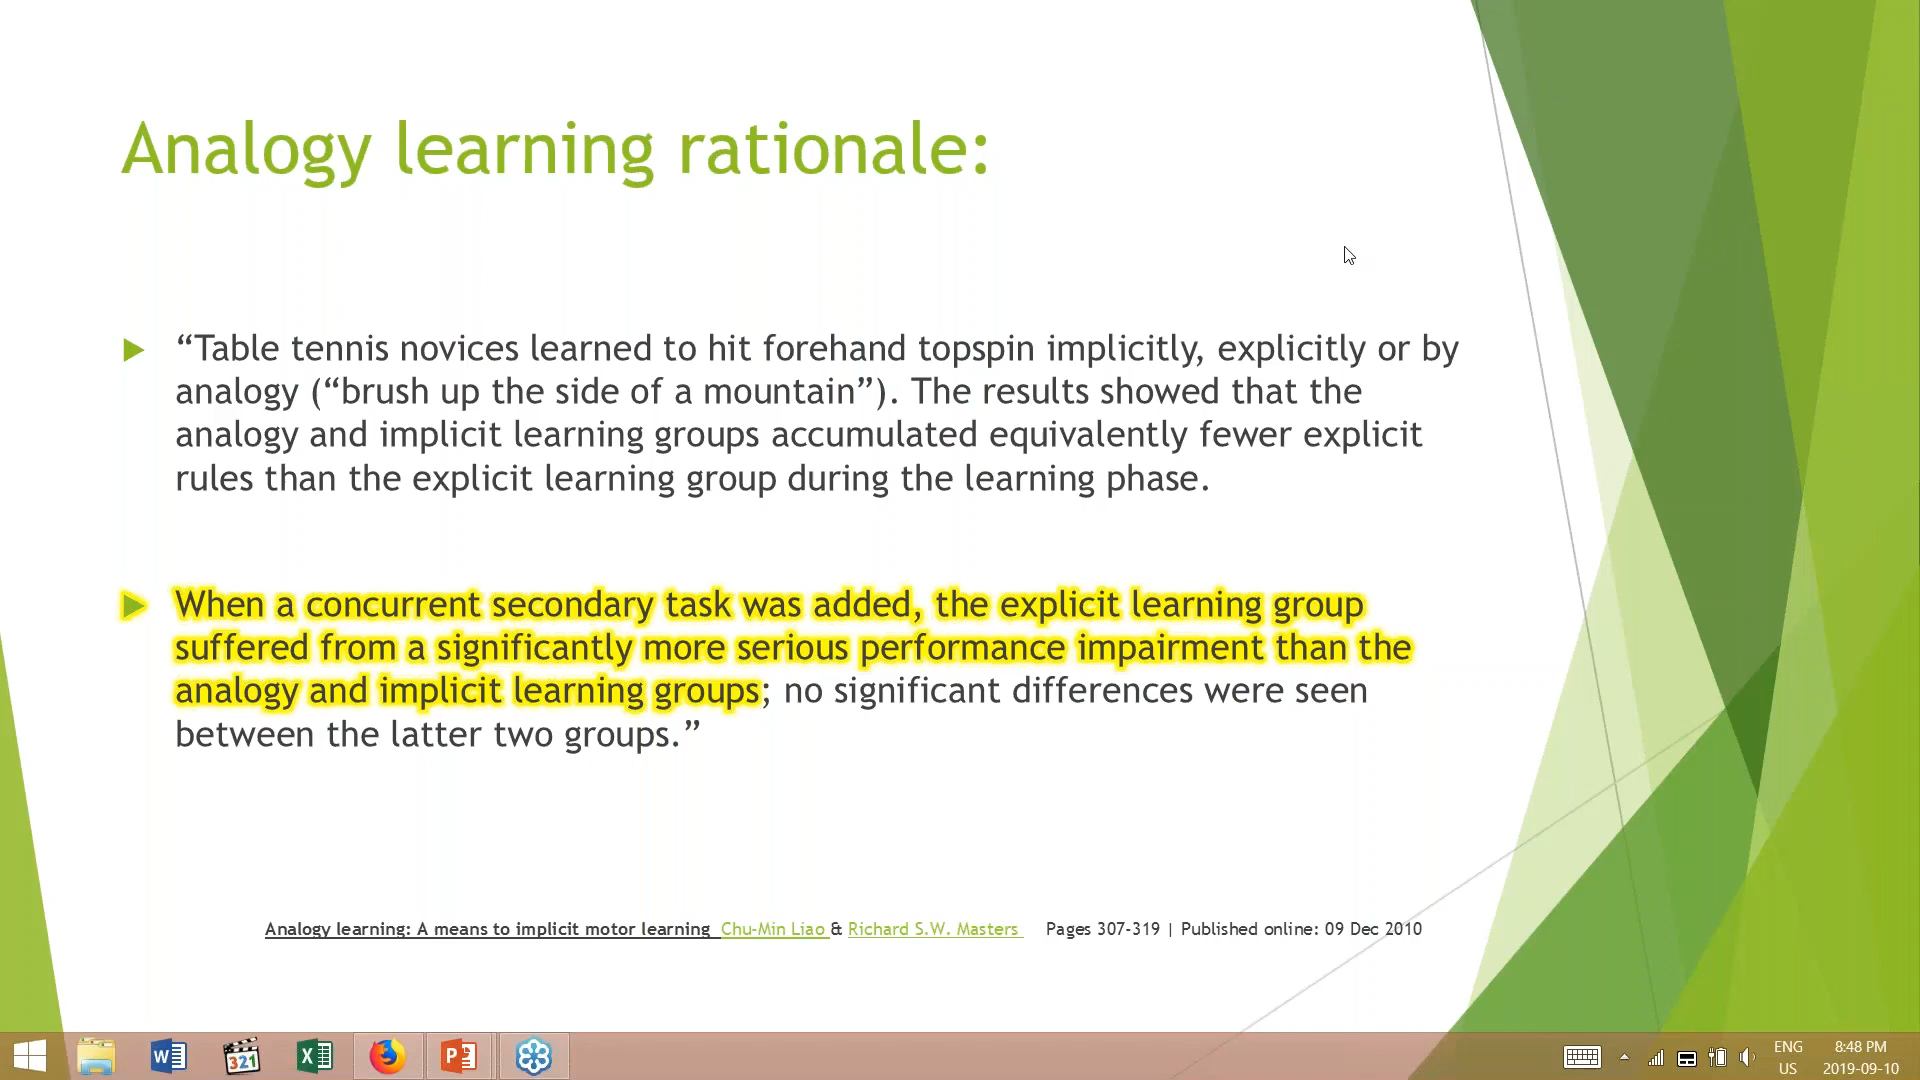 Analogy learning rationale:
“Table tennis novices learned to hit forehand topspin implicitly, explicitly or by
analogy (“brush up the side of a mountain”). The results showed that the
analogy and implicit learning groups accumulated equivalently fewer explicit
rules than the explicit learning group during the learning phase.
When a concurrent secondary task was added, the explicit learning group
suffered from a significantly more serious performance impairment than the
analogy and implicit learning groups; no significant differences were seen
between the latter two groups.”
Analogy learning: A means to implicit motor learning Chu-Min Liao & Richard S.W. Masters Pages 307-319 | Published online: 09 Dec 2010
321
ENG
US
8:48 PM
2019-09-10